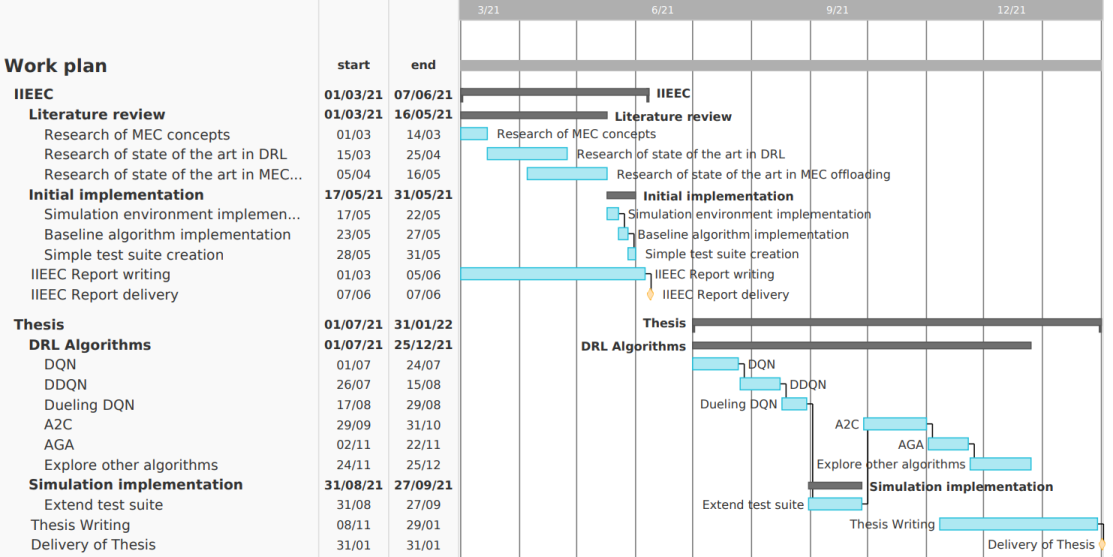 3/21 6/21 9/21 12/21
Work plan start end
IIEEC 01/03/21 07/06/21 IIEEC
Literature review 01/03/21 16/05/21 Literature review
Research of MEC concepts 01/03 14/03 Research of MEC concepts
Research of state of the art in DRL 15/03 25/04 Research of state of the art in DRL
Research of state of the art in MEC... 05/04 16/05 Research of state of the art in MEC offloading
Initial implementation 17/05/21 31/05/21 Initial implementation
Simulation environment implemen... 17/05 22/05 Simulation environment implementation
Baseline algorithm implementation 23/05 27/05 Baseline algorithm implementation
Simple test suite creation 28/05 31/05 Simple test suite creation
IIEEC Report writing 01/03 05/06 IIEEC Report writing
IIEEC Report delivery 07/06 07/06 IIEEC Report delivery
Thesis 01/07/21 31/01/22 Thesis
DRL Algorithms 01/07/21 25/12/21 DRL Algorithms
DQN 01/07 24/07 DQN
DDQN 26/07 15/08 DDQN
Dueling DQN 17/08 29/08 Dueling DQN
A2C 29/09 31/10 A2C
AGA 02/11 22/11 AGA
Explore other algorithms 24/11 25/12 Explore other algorithms
Simulation implementation 31/08/21 27/09/21 Simulation implementation
Extend test suite 31/08 27/09 Extend test suite
Thesis Writing 08/11 29/01 Thesis Writing
Delivery of Thesis 31/01 31/01 Delivery of Thesis